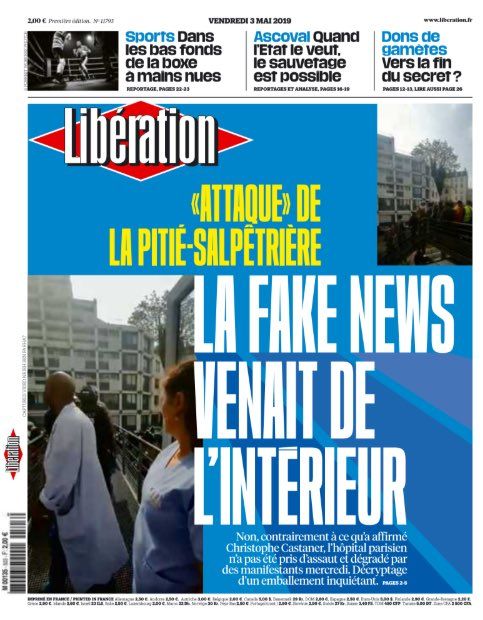 2,00 € Première édition. No 11793
VENDREDI 3 MAI 2019
www.liberation.fr
Sports Dans
les bas fonds
de la boxe
à mains nues
REPORTAGE, PAGES 22-23
Ascoval Quand
l'Etat le veut,
le sauvetage
est possible
REPORTAGES ET ANALYSE, PAGES 16-19
Dons de
gamètes
Vers la fin
du secret ?
PAGES 12-13, LIRE AUSSI PAGE 26
Libération
«ATTAQUE» DE
LA PITIÉ-SALPÊTRIÈRE
LA FAKE NEWS
VENAIT DE
L'INTÉRIEUR
Non, contrairement à ce qu'a affirmé
Christophe Castaner, l'hôpital parisien
n'a pas été pris d'assaut et dégradé par
des manifestants mercredi. Décryptage
d'un emballement inquiétant. PAGES 2-5
Libération
IMPRIMÉ EN FRANCE / PRINTED IN FRANCE